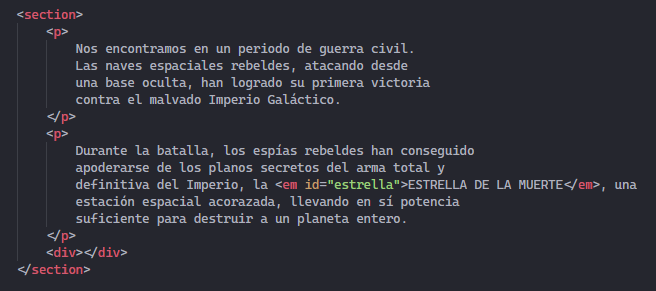 <section>
<p>
Nos encontramos en un periodo de guerra civil.
Las naves espaciales rebeldes, atacando desde
una base oculta, han logrado su primera victoria
contra el malvado Imperio Galáctico.
</p>
<p>
Durante la batalla, los espías rebeldes han conseguido
apoderarse de los planos secretos del arma total y
definitiva del Imperio, la <em id="estrella">ESTRELLA DE LA MUERTE</em>, una
estación espacial acorazada, llevando en sí potencia
suficiente para destruir a un planeta entero.
</p>
<div></div>
</section>